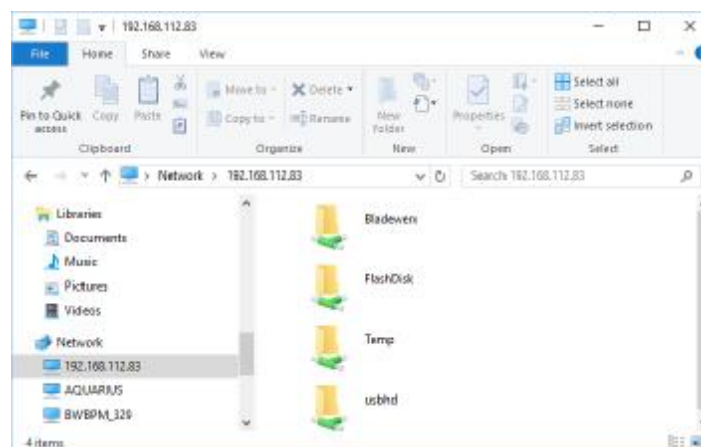 192.168.112.83
File Home Share View
Pin to Quick access
Copy
Paste
Clipboard
Move to
Copy to
Delete
Rename
Organize
New folder
New
Properties
Open
Select all
Select none
Invert selection
Select
Network > 192.168.112.83
Search 192.168.112.83
Libraries
Documents
Music
Pictures
Videos
Network
192.168.112.83
AQUARIUS
BWBPM_329
Bladewerx
FlashDisk
Temp
usbhd
4 items